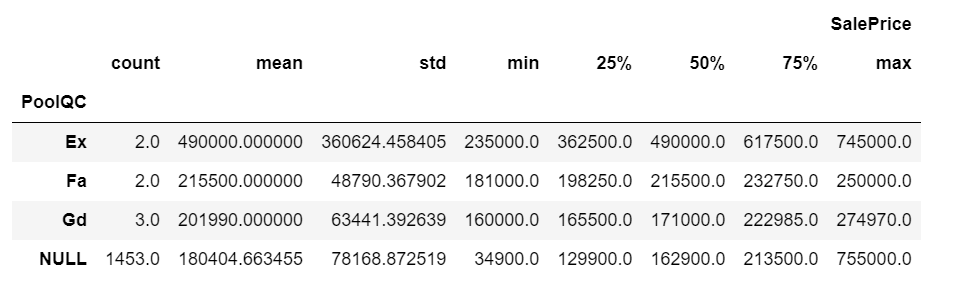 SalePrice
count mean std min 25% 50% 75% max
PoolQC
Ex 2.0 490000.000000 360624.458405 235000.0 362500.0 490000.0 617500.0 745000.0
Fa 2.0 215500.000000 48790.367902 181000.0 198250.0 215500.0 232750.0 250000.0
Gd 3.0 201990.000000 63441.392639 160000.0 165500.0 171000.0 222985.0 274970.0
NULL 1453.0 180404.663455 78168.872519 34900.0 129900.0 162900.0 213500.0 755000.0